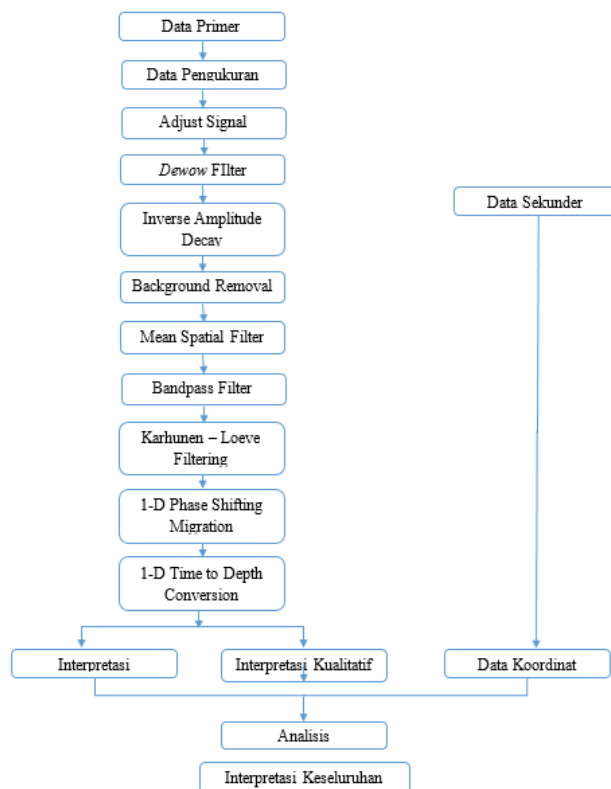 Data Primer
Data Pengukuran
Adjust Signal
Dewow FIlter
Data Sekunder
Inverse Amplitude
Decay
Background Removal
Mean Spatial Filter
Bandpass Filter
Karhunen – Loeve
Filtering
1-D Phase Shifting
Migration
1-D Time to Depth
Conversion
Interpretasi
Interpretasi Kualitatif
Data Koordinat
Analisis
Interpretasi Keseluruhan